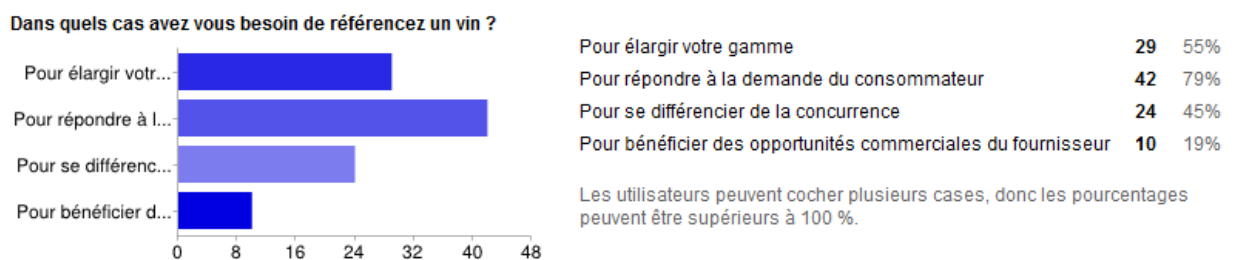 Dans quels cas avez vous besoin de référencez un vin ?
Pour élargir votr...
Pour répondre à l...
Pour se différenc...
Pour bénéficier d...
0 8 16 24 32 40 48
Pour élargir votre gamme 29 55%
Pour répondre à la demande du consommateur 42 79%
Pour se différencier de la concurrence 24 45%
Pour bénéficier des opportunités commerciales du fournisseur 10 19%
Les utilisateurs peuvent cocher plusieurs cases, donc les pourcentages
peuvent être supérieurs à 100 %.